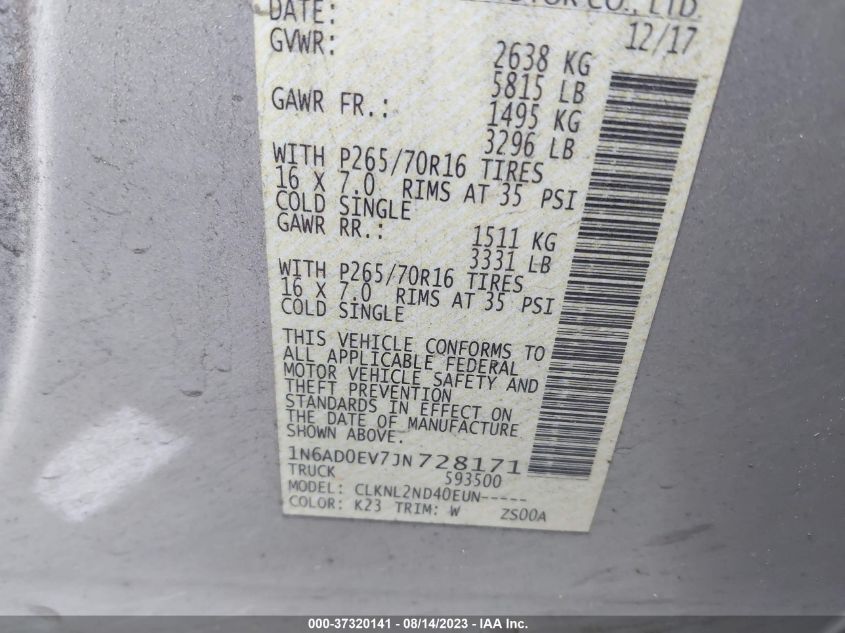 MOTOR CO., LTD.
DATE: 12/17
GVWR: 2638 KG
5815 LB
GAWR FR.: 1495 KG
3296 LB
WITH P265/70R16 TIRES
16 X 7.0 RIMS AT 35 PSI
COLD SINGLE
GAWR RR.: 1511 KG
3331 LB
WITH P265/70R16 TIRES
16 X 7.0 RIMS AT 35 PSI
COLD SINGLE
THIS VEHICLE CONFORMS TO
ALL APPLICABLE FEDERAL
MOTOR VEHICLE SAFETY AND
THEFT PREVENTION
STANDARDS IN EFFECT ON
THE DATE OF MANUFACTURE
SHOWN ABOVE.
1N6AD0EV7JN728171
TRUCK 593500
MODEL: CLKNL2ND40EUN-----
COLOR: K23 TRIM: W ZS00A
000-37320141 - 08/14/2023 - IAA Inc.